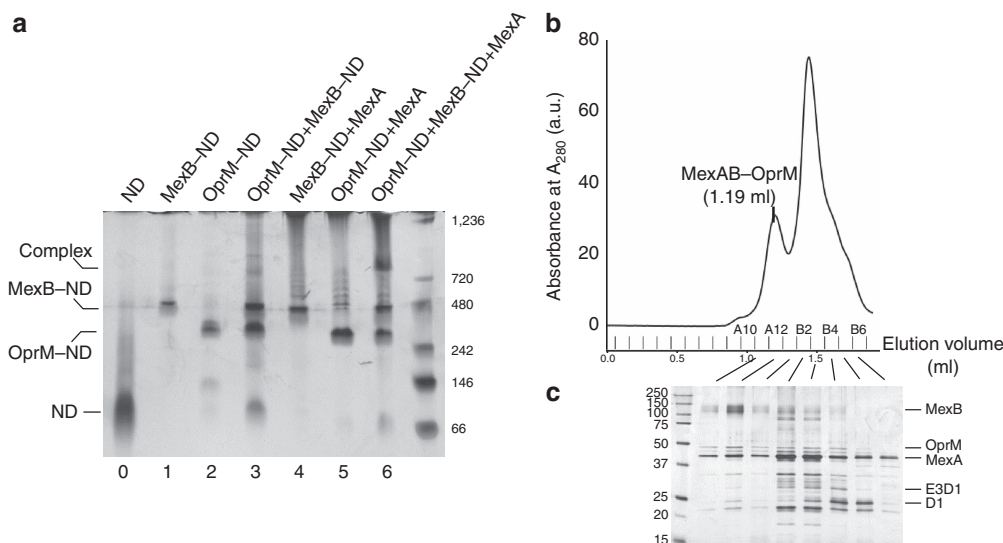 a
ND
MexB–ND
OprM–ND
OprM–ND+MexB–ND
MexB–ND+MexA
OprM–ND+MexA
OprM–ND+MexB–ND+MexA
Complex
MexB–ND
OprM–ND
ND
1,236
720
480
242
146
66
0 1 2 3 4 5 6
b
Absorbance at A280 (a.u.)
80
60
40
20
0
MexAB–OprM
(1.19 ml)
A10 A12 B2 B4 B6
0.0 0.5 1.0 1.5
Elution volume
(ml)
c
250
150
100
75
50
37
25
20
15
MexB
OprM
MexA
E3D1
D1